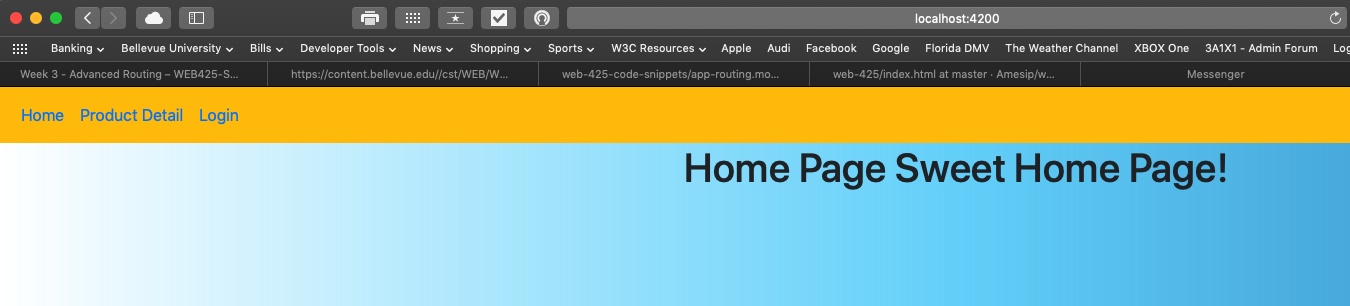 localhost:4200
Banking Bellevue University Bills Developer Tools News Shopping Sports W3C Resources Apple Audi Facebook Google Florida DMV The Weather Channel XBOX One 3A1X1 - Admin Forum Log
Week 3 - Advanced Routing – WEB425-S... https://content.bellevue.edu//cst/WEB/W... web-425-code-snippets/app-routing.mo... web-425/index.html at master · Amesip/w... Messenger
Home Product Detail Login
Home Page Sweet Home Page!